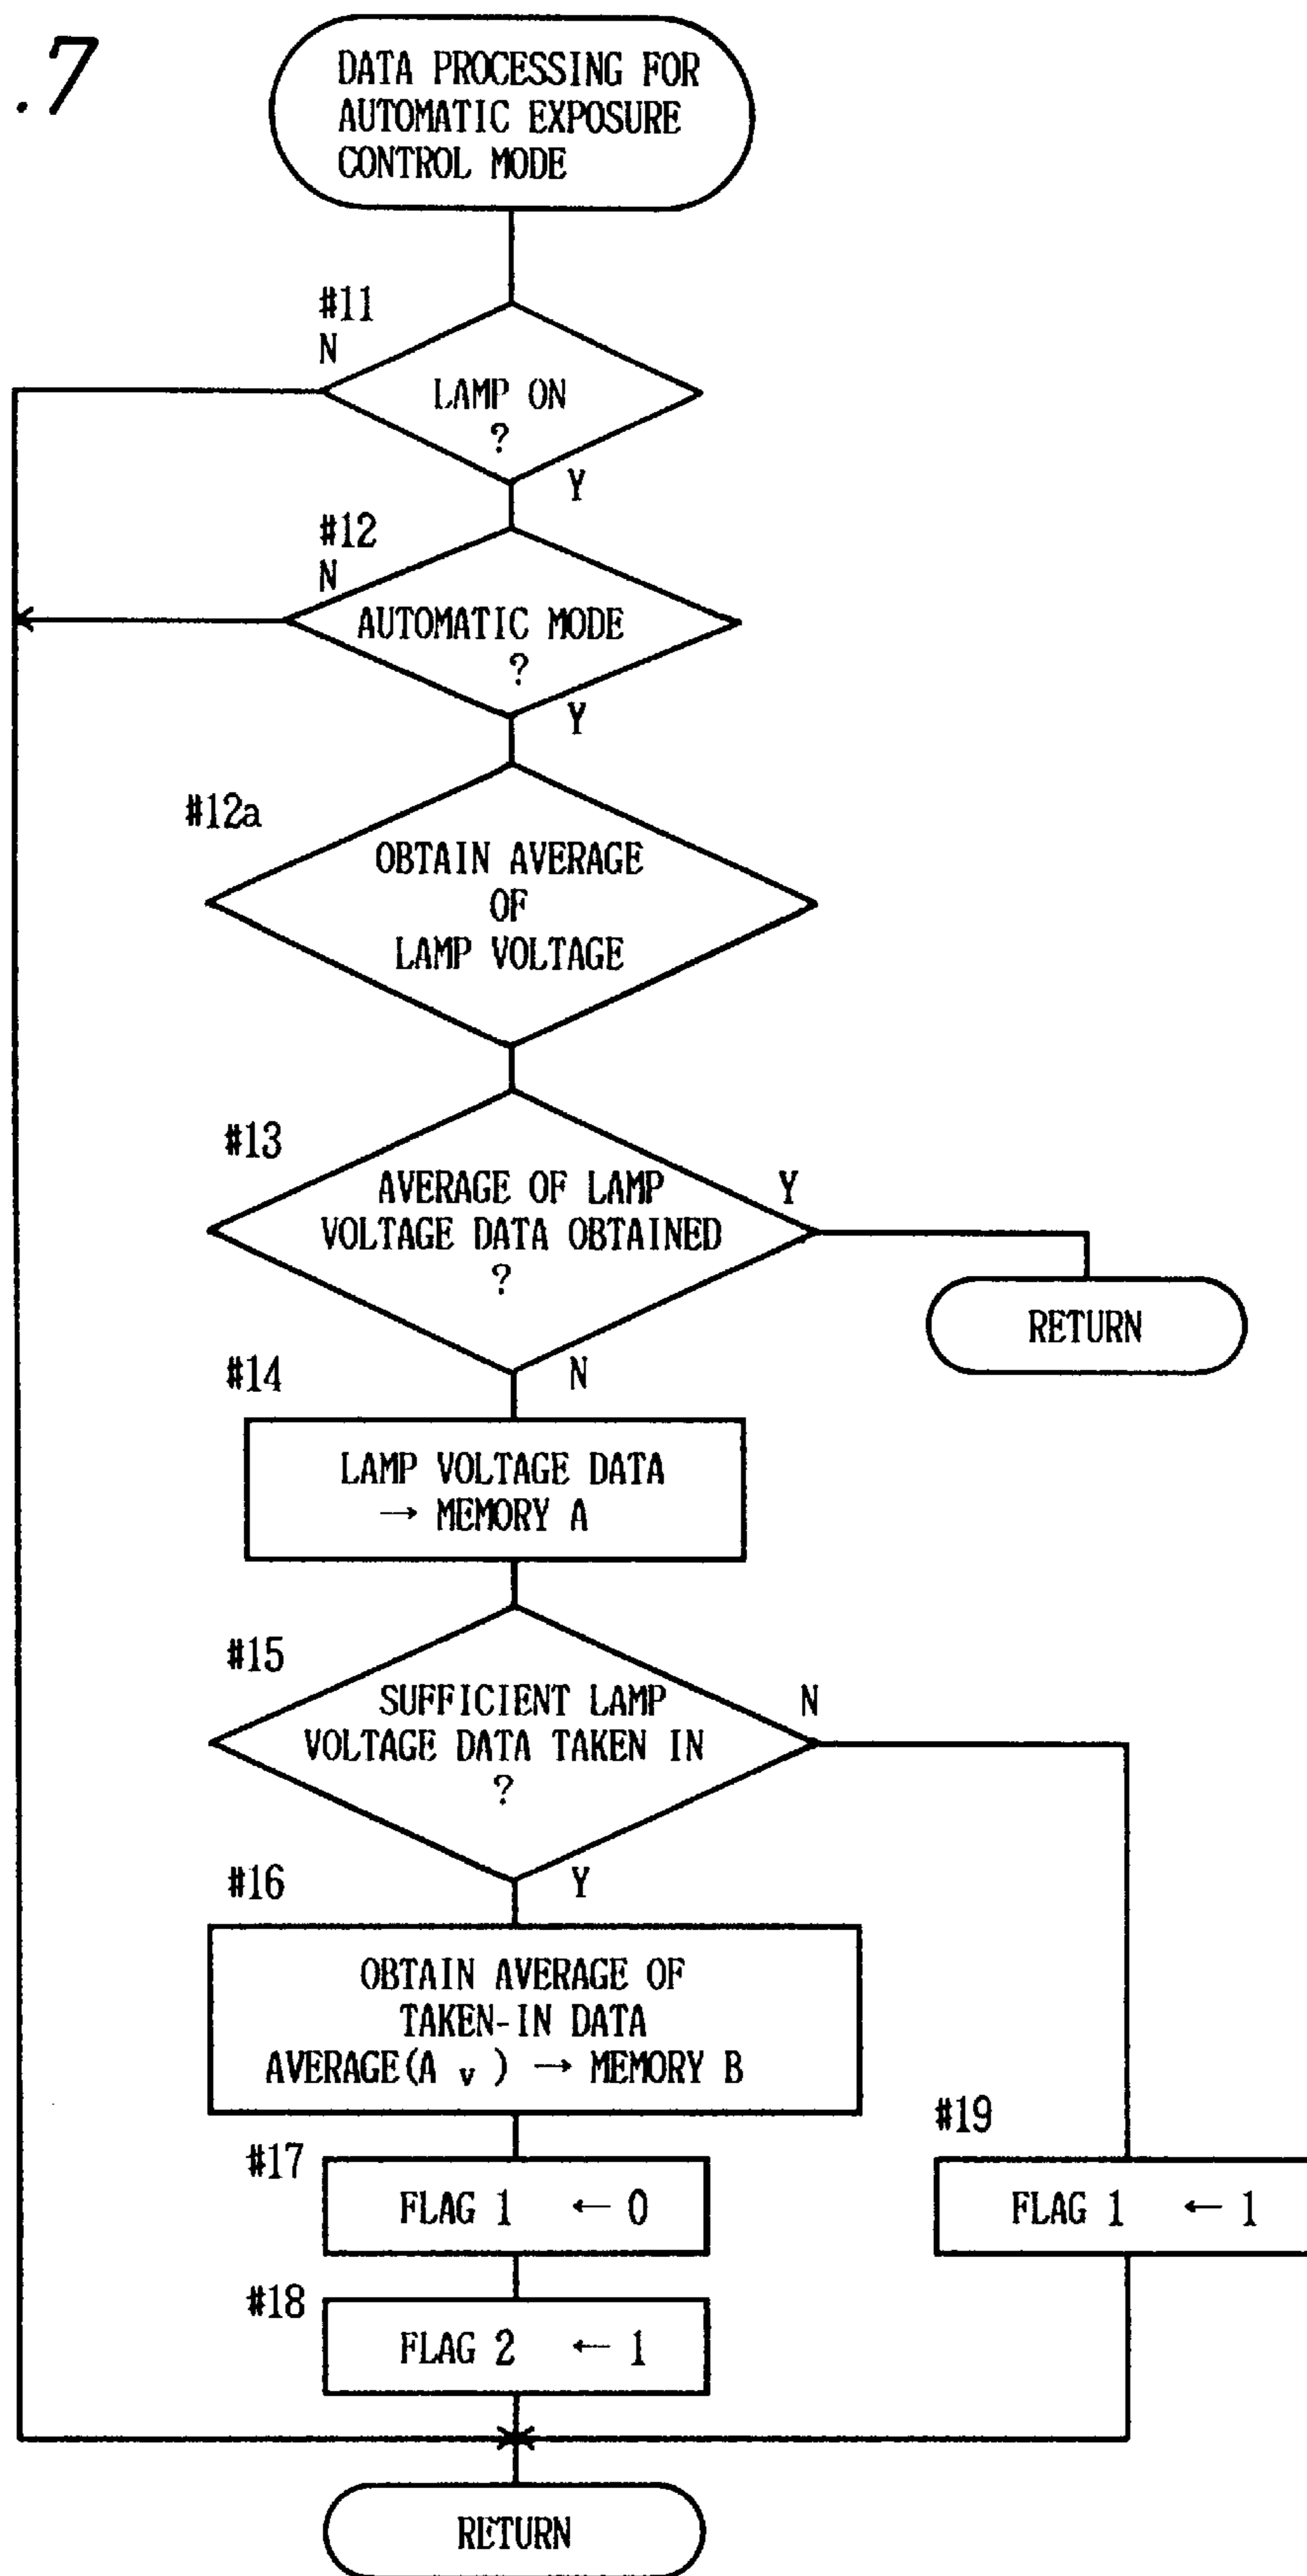 .7
DATA PROCESSING FOR
AUTOMATIC EXPOSURE
CONTROL MODE
#11
N
LAMP ON
?
Y
#12
N
AUTOMATIC MODE
?
Y
#12a
OBTAIN AVERAGE
OF
LAMP VOLTAGE
#13
AVERAGE OF LAMP
VOLTAGE DATA OBTAINED
?
Y
RETURN
N
#14
LAMP VOLTAGE DATA
→ MEMORY A
#15
SUFFICIENT LAMP
VOLTAGE DATA TAKEN IN
?
N
Y
#16
OBTAIN AVERAGE OF
TAKEN-IN DATA
AVERAGE(A v ) → MEMORY B
#17
FLAG 1 ← 0
#19
FLAG 1 ← 1
#18
FLAG 2 ← 1
RETURN